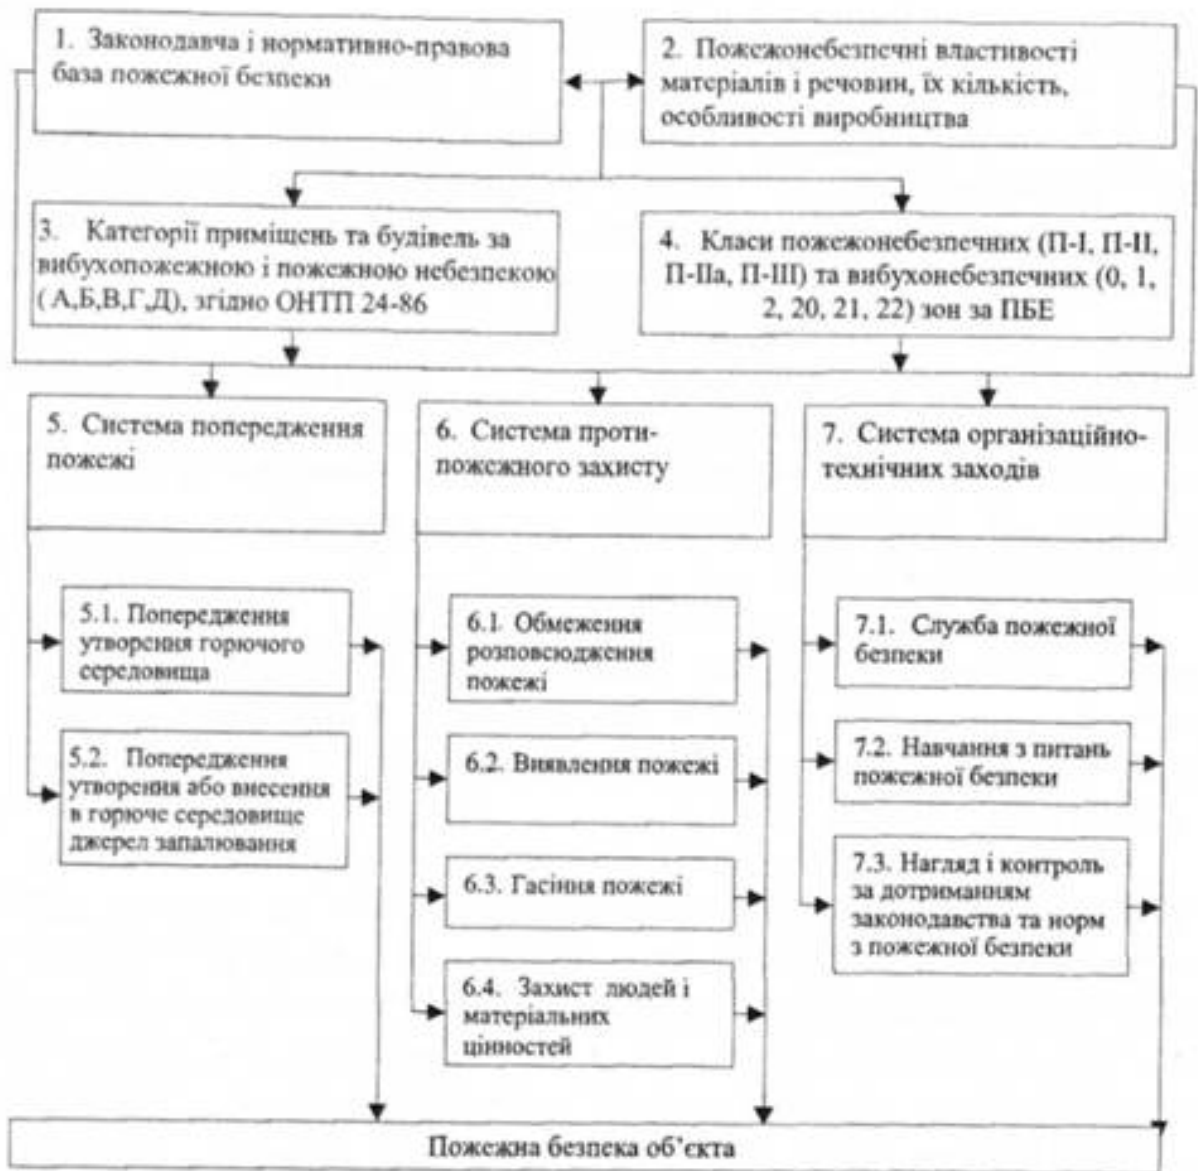 1. Законодавча і нормативно-правова
база пожежної безпеки
2. Пожежонебезпечні властивості
матеріалів і речовин, їх кількість,
особливості виробництва
3. Категорії приміщень та будівель за
вибухопожежною і пожежною небезпекою
( А,Б,В,Г,Д), згідно ОНТП 24-86
4. Класи пожежонебезпечних (П-І, П-ІІ,
П-ІІа, П-ІІІ) та вибухонебезпечних (0, 1,
2, 20, 21, 22) зон за ПБЕ
5. Система попередження
пожежі
6. Система проти-
пожежного захисту
7. Система організаційно-
технічних заходів
5.1. Попередження
утворення горючого
середовища
5.2. Попередження
утворення або внесення
в горюче середовище
джерел запалювання
6.1. Обмеження
розповсюдження
пожежі
6.2. Виявлення пожежі
6.3. Гасіння пожежі
6.4. Захист людей і
матеріальних
цінностей
7.1. Служба пожежної
безпеки
7.2. Навчання з питань
пожежної безпеки
7.3. Нагляд і контроль
за дотриманням
законодавства та норм
з пожежної безпеки
Пожежна безпека об’єкта